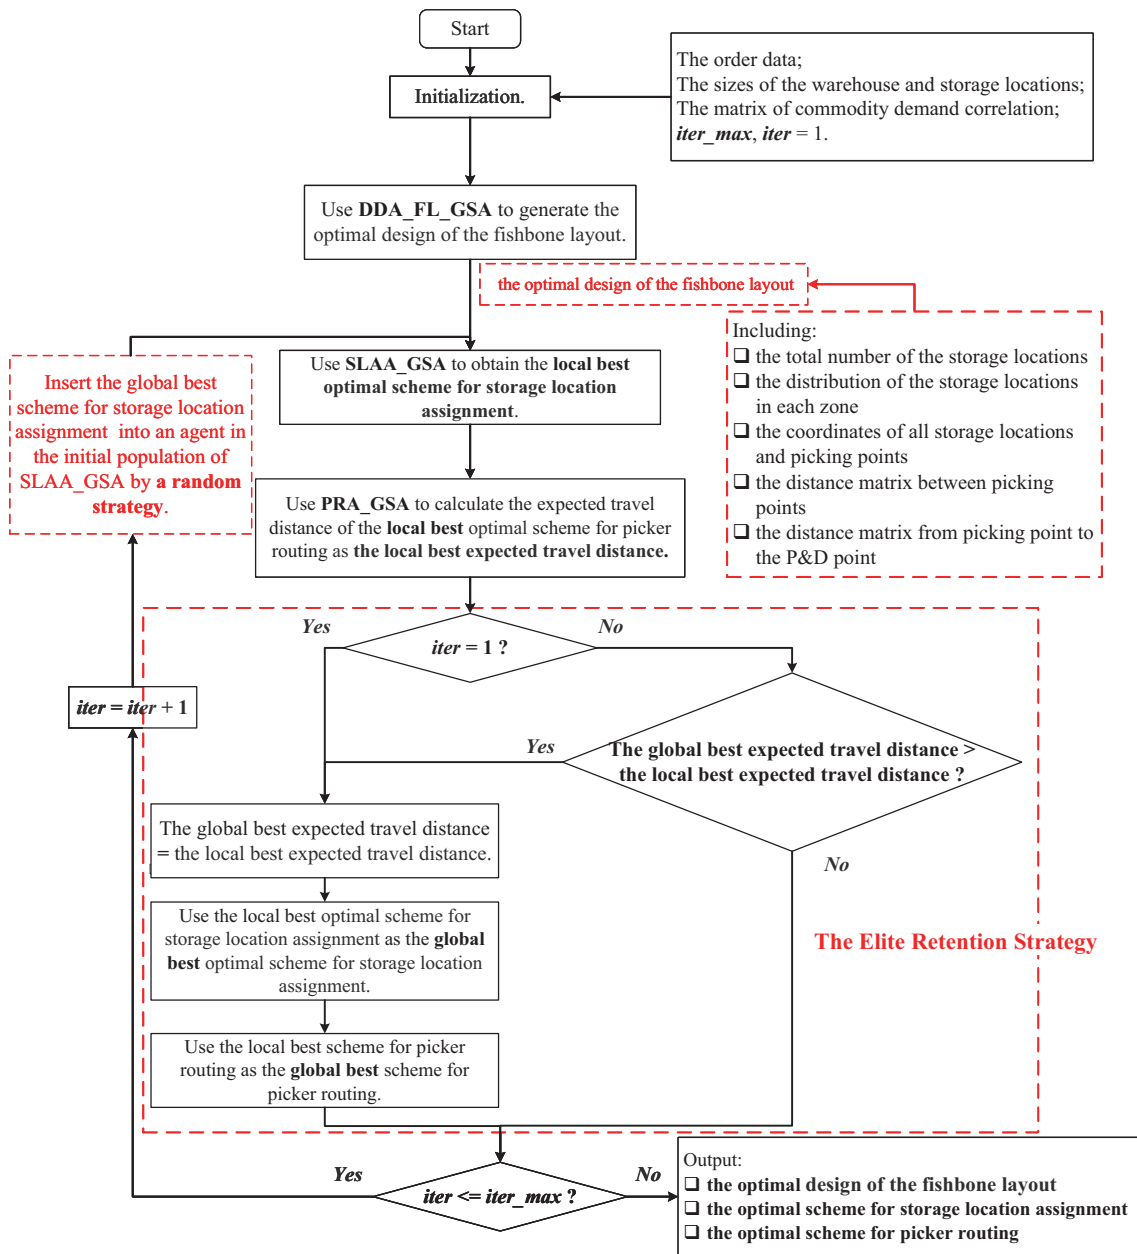 Start
Initialization.
The order data;
The sizes of the warehouse and storage locations;
The matrix of commodity demand correlation;
iter_max, iter = 1.
Use DDA_FL_GSA to generate the
optimal design of the fishbone layout.
the optimal design of the fishbone layout
Including:
❑ the total number of the storage locations
❑ the distribution of the storage locations
in each zone
❑ the coordinates of all storage locations
and picking points
❑ the distance matrix between picking
points
❑ the distance matrix from picking point to
the P&D point
Insert the global best
scheme for storage location
assignment into an agent in
the initial population of
SLAA_GSA by a random
strategy.
Use SLAA_GSA to obtain the local best
optimal scheme for storage location
assignment.
Use PRA_GSA to calculate the expected travel
distance of the local best optimal scheme for picker
routing as the local best expected travel distance.
Yes
iter = 1 ?
No
iter = iter + 1
Yes
The global best expected travel distance >
the local best expected travel distance ?
No
The global best expected travel distance
= the local best expected travel distance.
Use the local best optimal scheme for
storage location assignment as the global
best optimal scheme for storage location
assignment.
The Elite Retention Strategy
Use the local best scheme for picker
routing as the global best scheme for
picker routing.
Yes
iter <= iter_max ?
No
Output:
❑ the optimal design of the fishbone layout
❑ the optimal scheme for storage location assignment
❑ the optimal scheme for picker routing